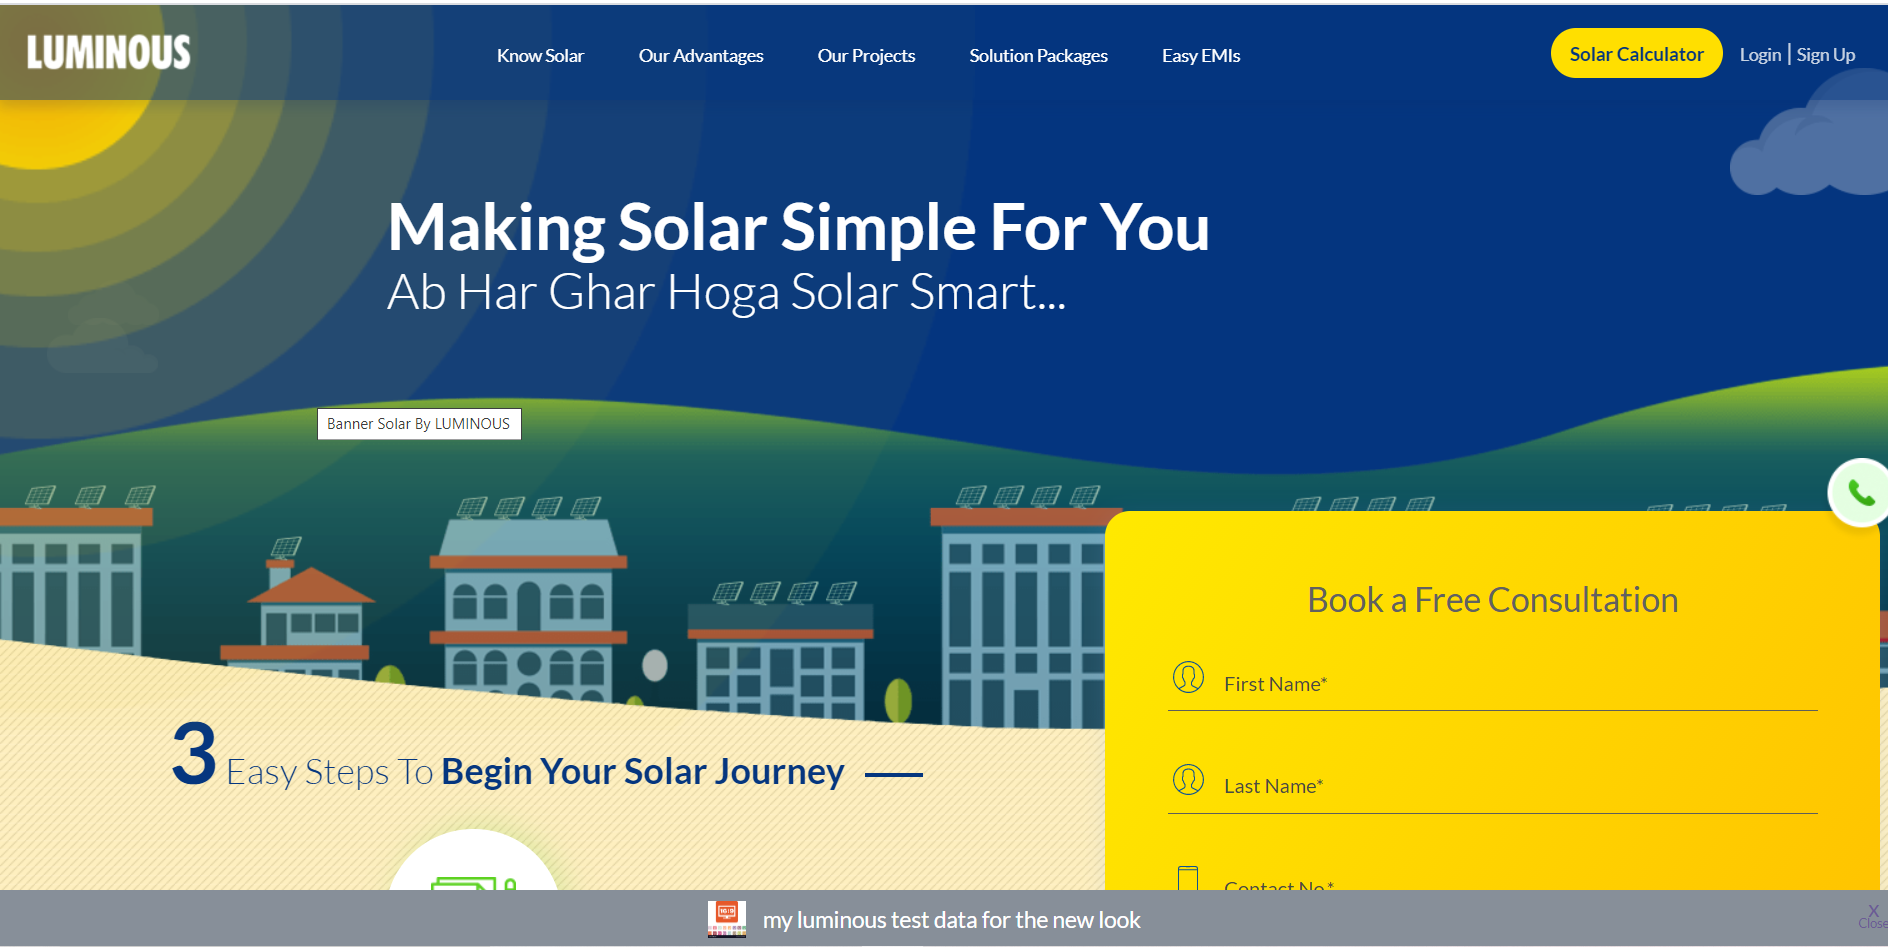 LUMINOUS
Know Solar
Our Advantages
Our Projects
Solution Packages
Easy EMIs
Solar Calculator
Login | Sign Up
Making Solar Simple For You
Ab Har Ghar Hoga Solar Smart...
Banner Solar By LUMINOUS
3 Easy Steps To Begin Your Solar Journey
Book a Free Consultation
First Name*
Last Name*
Contact No.*
16:9
my luminous test data for the new look
X
Close